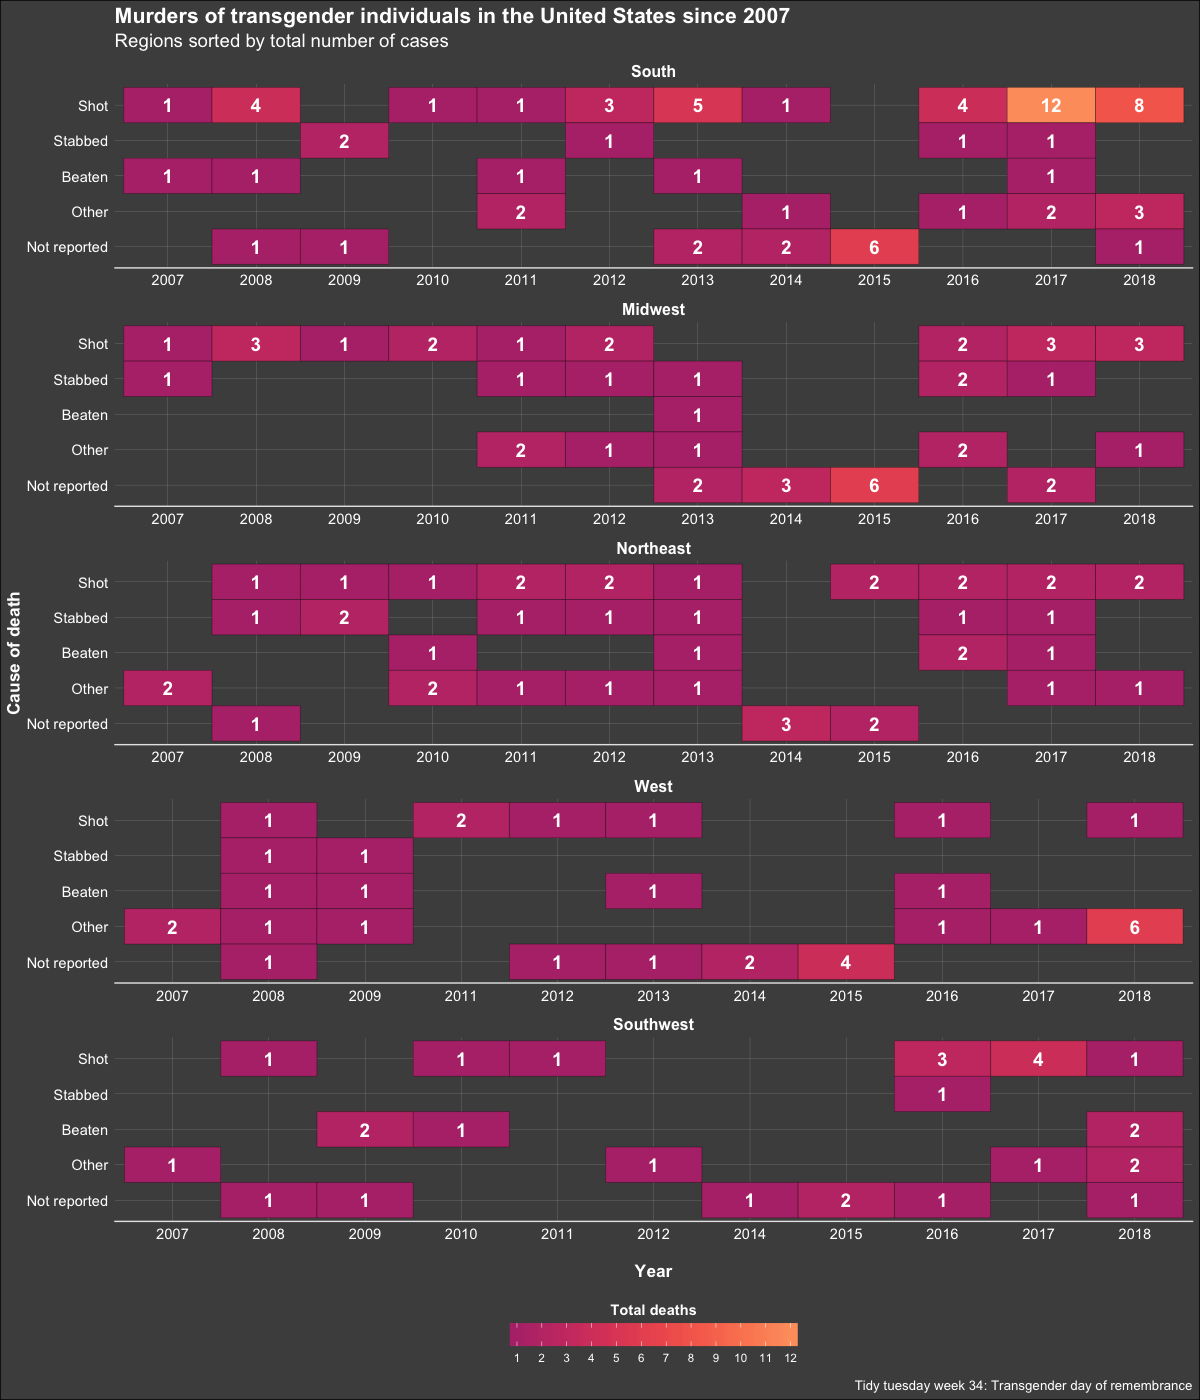 Murders of transgender individuals in the United States since 2007
Regions sorted by total number of cases
South
Shot 1 4 1 1 3 5 1 4 12 8
Stabbed 2 1 1 1
Beaten 1 1 1 1 1
Other 2 1 1 2 3
Not reported 1 1 2 2 6 1
2007 2008 2009 2010 2011 2012 2013 2014 2015 2016 2017 2018
Midwest
Shot 1 3 1 2 1 2 2 3 3
Stabbed 1 1 1 1 2 1
Beaten 1
Other 2 1 1 2 1
Not reported 2 3 6 2
2007 2008 2009 2010 2011 2012 2013 2014 2015 2016 2017 2018
Northeast
Shot 1 1 1 2 2 1 2 2 2 2
Stabbed 1 2 1 1 1 1 1
Beaten 1 1 2 1
Other 2 2 1 1 1 1 1
Not reported 1 3 2
2007 2008 2009 2010 2011 2012 2013 2014 2015 2016 2017 2018
Cause of death
West
Shot 1 2 1 1 1 1
Stabbed 1 1
Beaten 1 1 1 1
Other 2 1 1 1 1 6
Not reported 1 1 1 2 4
2007 2008 2009 2011 2012 2013 2014 2015 2016 2017 2018
Southwest
Shot 1 1 1 3 4 1
Stabbed 1
Beaten 2 1 2
Other 1 1 1 2
Not reported 1 1 1 2 1 1
2007 2008 2009 2010 2011 2012 2014 2015 2016 2017 2018
Year
Total deaths
1 2 3 4 5 6 7 8 9 10 11 12
Tidy tuesday week 34: Transgender day of remembrance